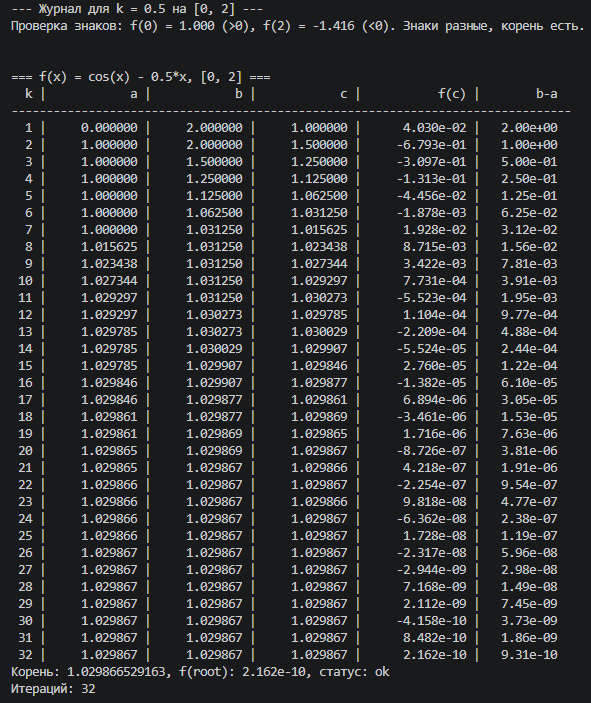 --- Журнал для k = 0.5 на [0, 2] ---
Проверка знаков: f(0) = 1.000 (>0), f(2) = -1.416 (<0). Знаки разные, корень есть.
=== f(x) = cos(x) - 0.5*x, [0, 2] ===
k | a | b | c | f(c) | b-a
--------------------------------------------------------------------------
1 | 0.000000 | 2.000000 | 1.000000 | 4.030e-02 | 2.00e+00
2 | 1.000000 | 2.000000 | 1.500000 | -6.793e-01 | 1.00e+00
3 | 1.000000 | 1.500000 | 1.250000 | -3.097e-01 | 5.00e-01
4 | 1.000000 | 1.250000 | 1.125000 | -1.313e-01 | 2.50e-01
5 | 1.000000 | 1.125000 | 1.062500 | -4.456e-02 | 1.25e-01
6 | 1.000000 | 1.062500 | 1.031250 | -1.878e-03 | 6.25e-02
7 | 1.000000 | 1.031250 | 1.015625 | 1.928e-02 | 3.12e-02
8 | 1.015625 | 1.031250 | 1.023438 | 8.715e-03 | 1.56e-02
9 | 1.023438 | 1.031250 | 1.027344 | 3.422e-03 | 7.81e-03
10 | 1.027344 | 1.031250 | 1.029297 | 7.731e-04 | 3.91e-03
11 | 1.029297 | 1.031250 | 1.030273 | -5.523e-04 | 1.95e-03
12 | 1.029297 | 1.030273 | 1.029785 | 1.104e-04 | 9.77e-04
13 | 1.029785 | 1.030273 | 1.030029 | -2.209e-04 | 4.88e-04
14 | 1.029785 | 1.030029 | 1.029907 | -5.524e-05 | 2.44e-04
15 | 1.029785 | 1.029907 | 1.029846 | 2.760e-05 | 1.22e-04
16 | 1.029846 | 1.029907 | 1.029877 | -1.382e-05 | 6.10e-05
17 | 1.029846 | 1.029877 | 1.029861 | 6.894e-06 | 3.05e-05
18 | 1.029861 | 1.029877 | 1.029869 | -3.461e-06 | 1.53e-05
19 | 1.029861 | 1.029869 | 1.029865 | 1.716e-06 | 7.63e-06
20 | 1.029865 | 1.029869 | 1.029867 | -8.726e-07 | 3.81e-06
21 | 1.029865 | 1.029867 | 1.029866 | 4.218e-07 | 1.91e-06
22 | 1.029866 | 1.029867 | 1.029867 | -2.254e-07 | 9.54e-07
23 | 1.029866 | 1.029867 | 1.029866 | 9.818e-08 | 4.77e-07
24 | 1.029866 | 1.029867 | 1.029867 | -6.362e-08 | 2.38e-07
25 | 1.029866 | 1.029867 | 1.029866 | 1.728e-08 | 1.19e-07
26 | 1.029867 | 1.029867 | 1.029867 | -2.317e-08 | 5.96e-08
27 | 1.029867 | 1.029867 | 1.029867 | -2.944e-09 | 2.98e-08
28 | 1.029867 | 1.029867 | 1.029867 | 7.168e-09 | 1.49e-08
29 | 1.029867 | 1.029867 | 1.029867 | 2.112e-09 | 7.45e-09
30 | 1.029867 | 1.029867 | 1.029867 | -4.158e-10 | 3.73e-09
31 | 1.029867 | 1.029867 | 1.029867 | 8.482e-10 | 1.86e-09
32 | 1.029867 | 1.029867 | 1.029867 | 2.162e-10 | 9.31e-10
Корень: 1.029866529163, f(root): 2.162e-10, статус: ok
Итераций: 32